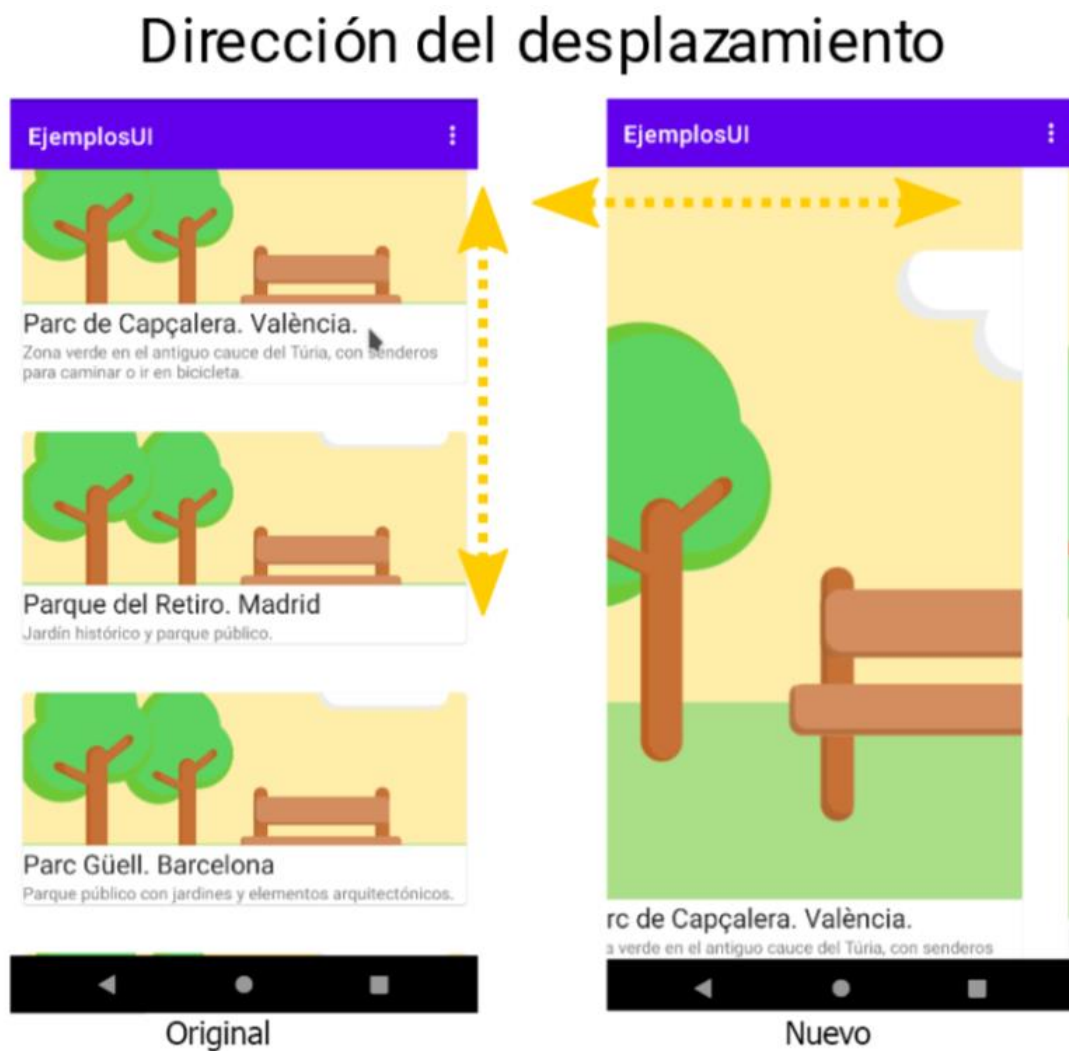 Dirección del desplazamiento
EjemplosUI
Parc de Capçalera. València.
Zona verde en el antiguo cauce del Túria, con senderos
para caminar o ir en bicicleta.
Parque del Retiro. Madrid
Jardín histórico y parque público.
Parc Güell. Barcelona
Parque público con jardines y elementos arquitectónicos.
Original
EjemplosUI
rc de Capçalera. València.
a verde en el antiguo cauce del Túria, con senderos
Nuevo